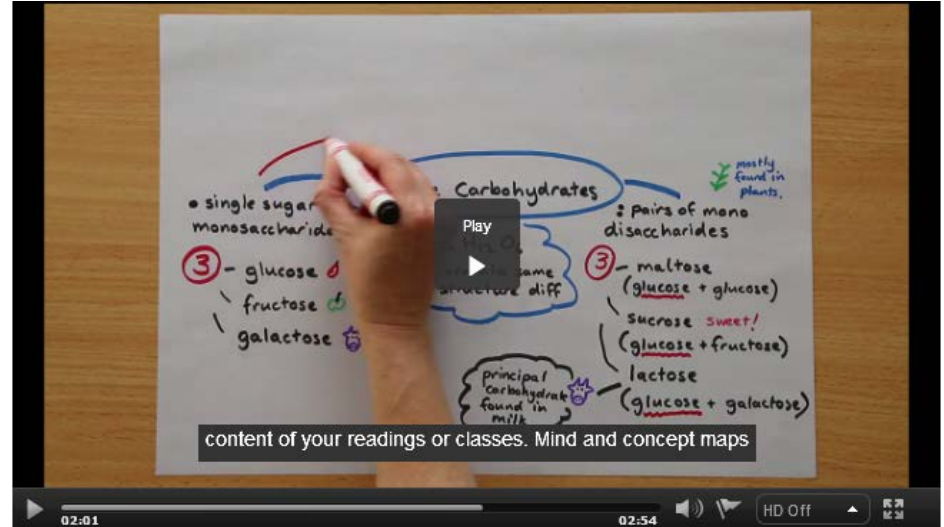 Carbohydrates
mostly
found in
plants.
• single sugar
monosaccharide
: pairs of mono
disaccharides
Play
③ - glucose
fructose
galactose
same
structure diff
③ - maltose
(glucose + glucose)
sucrose sweet!
(glucose + fructose)
lactose
(glucose + galactose)
principal
carbohydrate
found in
milk
content of your readings or classes. Mind and concept maps
02:01
02:54
HD Off